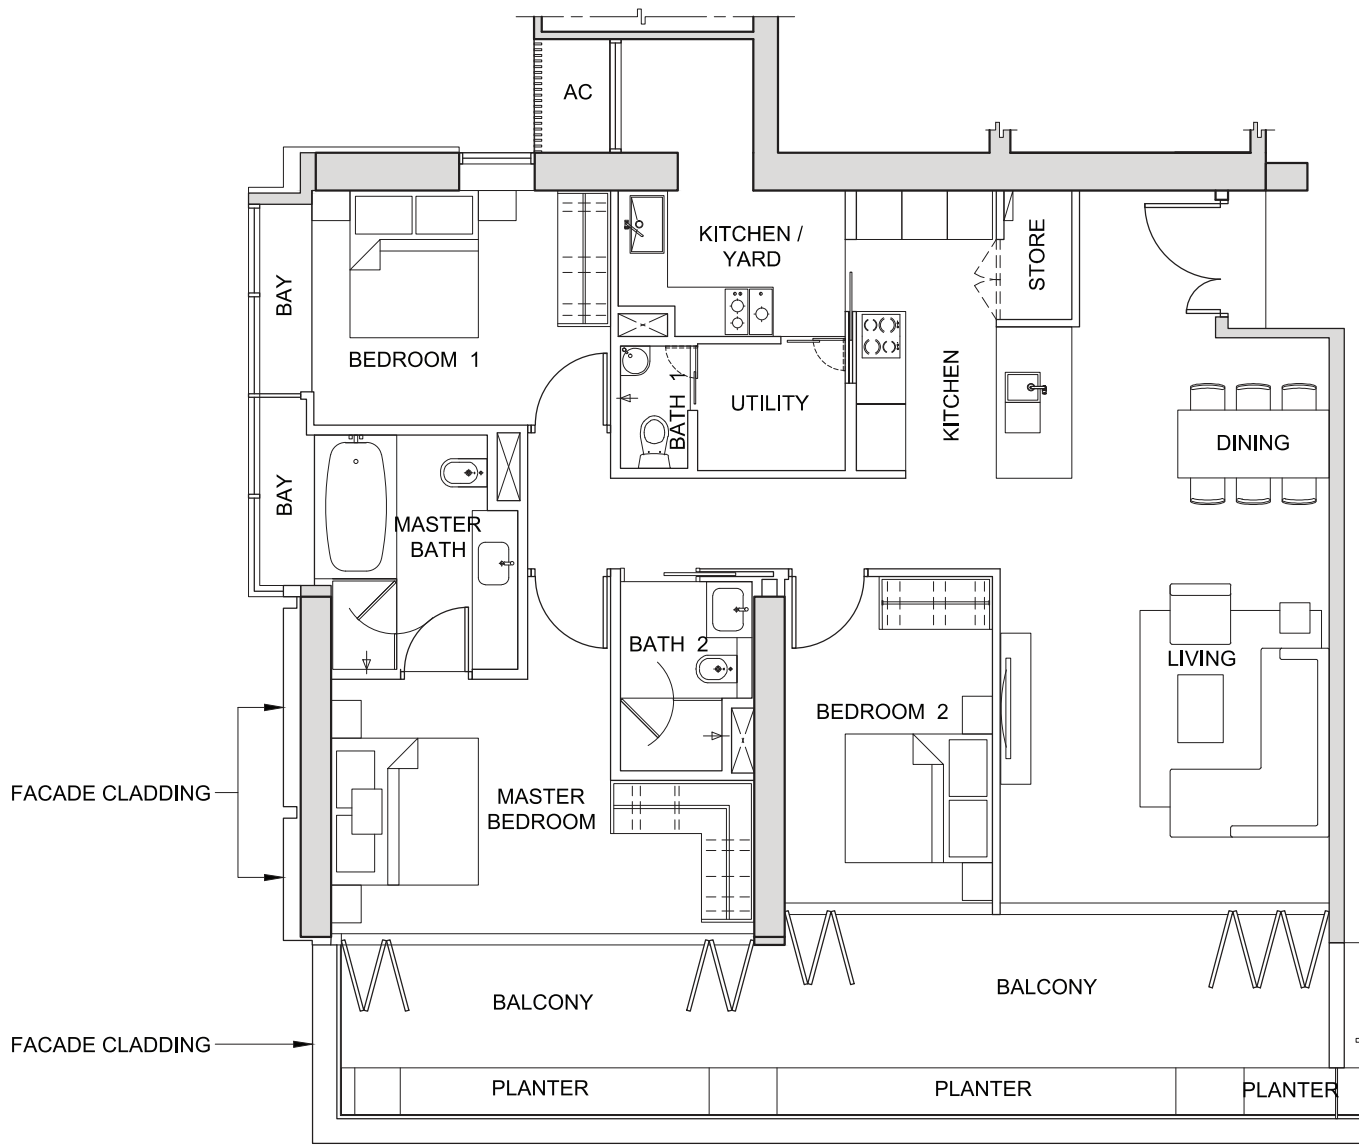 AC
KITCHEN /
YARD
STORE
BAY
BEDROOM 1
KITCHEN
BATH 1
UTILITY
DINING
BAY
MASTER
BATH
BATH 2
LIVING
BEDROOM 2
FACADE CLADDING
MASTER
BEDROOM
BALCONY
BALCONY
FACADE CLADDING
PLANTER
PLANTER
PLANTER